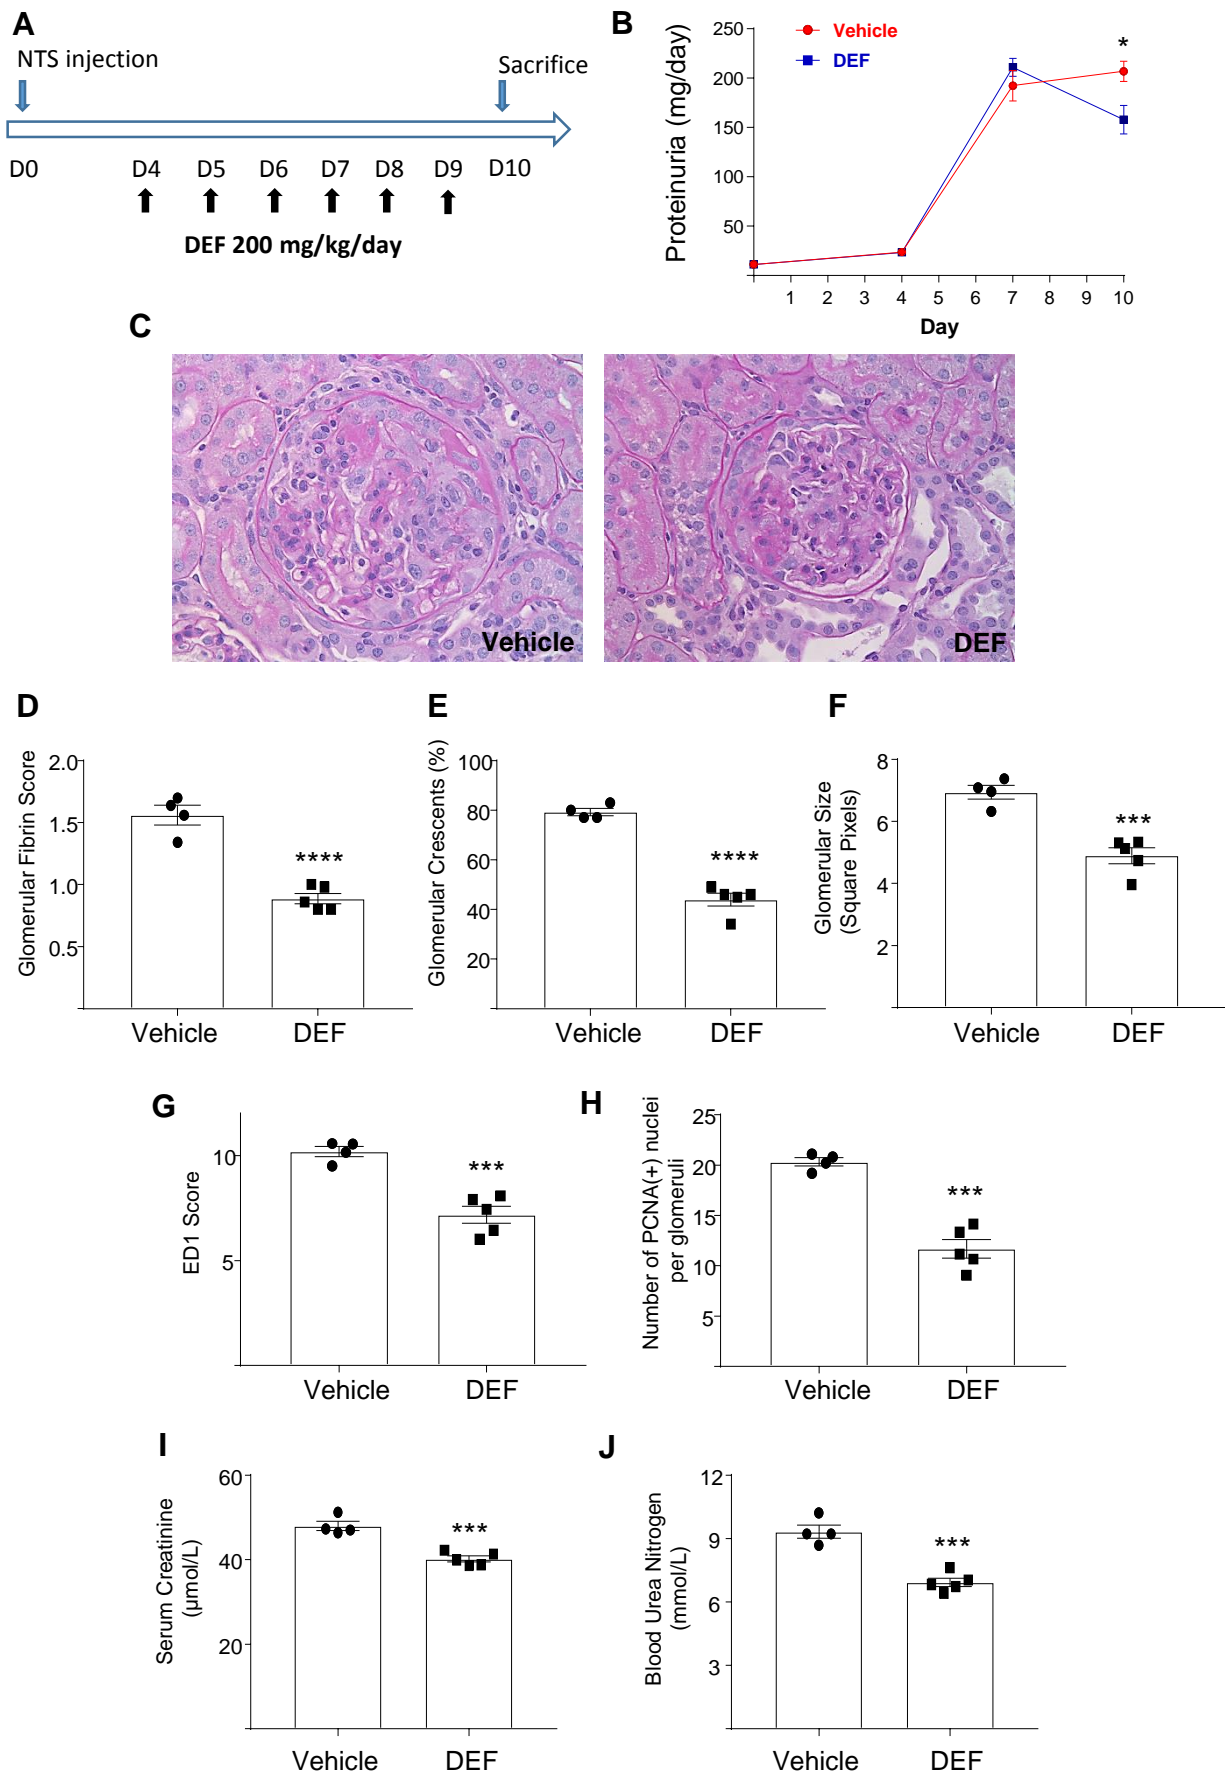 A
NTS injection
Sacrifice
D0
D4
D5
D6
D7
D8
D9
D10
DEF 200 mg/kg/day
B
Proteinuria (mg/day)
250
200
150
100
50
Vehicle
DEF
*
1 2 3 4 5 6 7 8 9 10
Day
C
Vehicle
DEF
D
Glomerular Fibrin Score
2.0
1.5
1.0
0.5
****
Vehicle
DEF
E
Glomerular Crescents (%)
100
80
60
40
20
****
Vehicle
DEF
F
Glomerular Size
(Square Pixels)
8
6
4
2
***
Vehicle
DEF
G
ED1 Score
10
5
***
Vehicle
DEF
H
Number of PCNA(+) nuclei
per glomeruli
25
20
15
10
5
***
Vehicle
DEF
I
Serum Creatinine
(µmol/L)
60
40
20
***
Vehicle
DEF
J
Blood Urea Nitrogen
(mmol/L)
12
9
6
3
***
Vehicle
DEF